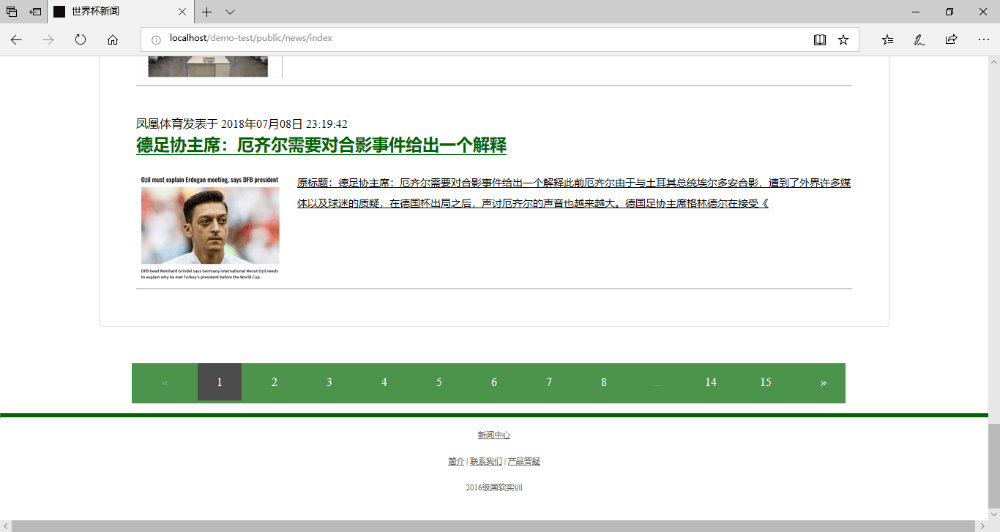 世界杯新闻
localhost/demo-test/public/news/index
凤凰体育发表于 2018年07月08日 23:19:42
德足协主席：厄齐尔需要对合影事件给出一个解释
Ozil must explain Erdogan meeting, says DFB president
DFB head Reinhard Grindel says Germany international Mesut Ozil needs
to explain why he met Turkey's president before the World Cup.
原标题：德足协主席：厄齐尔需要对合影事件给出一个解释此前厄齐尔由于与土耳其总统埃尔多安合影，遭到了外界许多媒
体以及球迷的质疑，在德国杯出局之后，声讨厄齐尔的声音也越来越大。德国足协主席格林德尔在接受《
« 1 2 3 4 5 6 7 8 ... 14 15 »
新闻中心
简介 | 联系我们 | 产品答疑
2016级国软实训